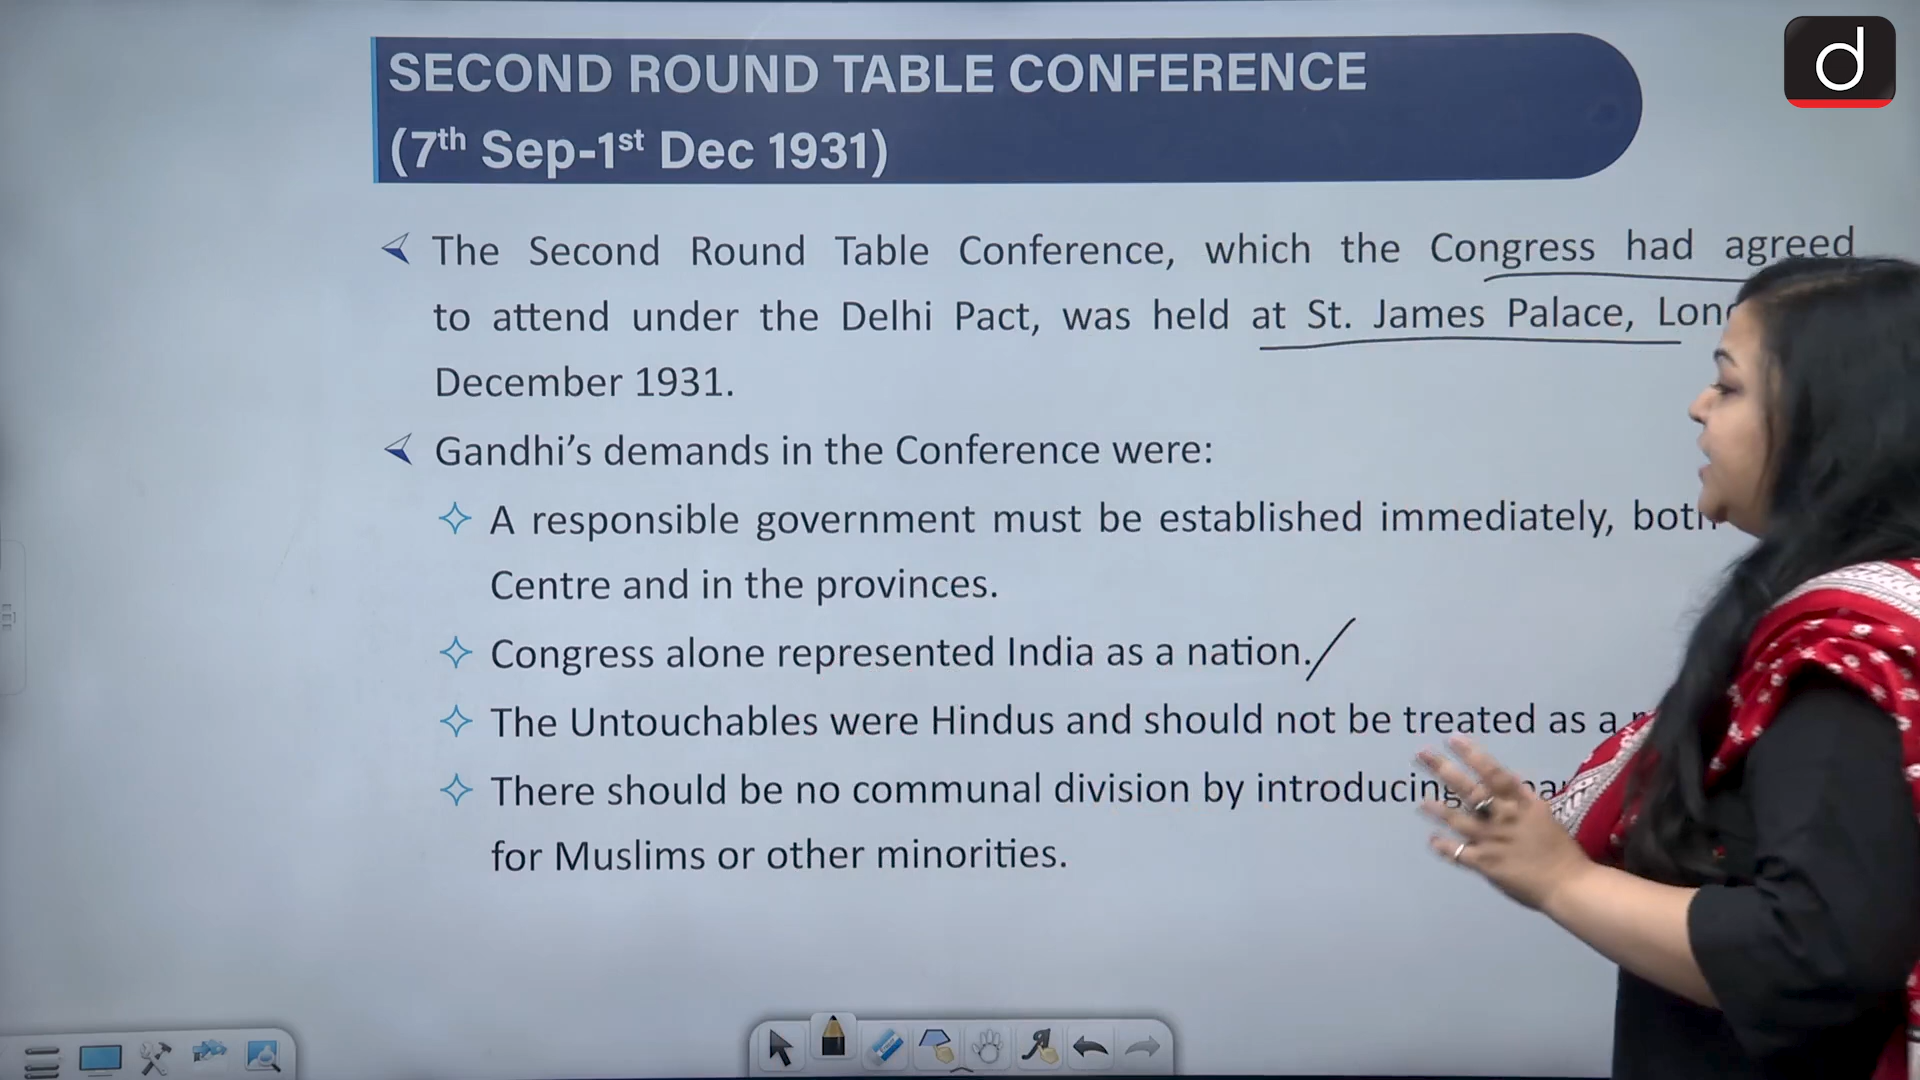 d
SECOND ROUND TABLE CONFERENCE
(7th Sep-1st Dec 1931)
The Second Round Table Conference, which the Congress had agreed
to attend under the Delhi Pact, was held at St. James Palace,
December 1931.
Gandhi's demands in the Conference were:
A responsible government must be established immediately, both
Centre and in the provinces.
Congress alone represented India as a nation.
The Untouchables were Hindus and should not be treated as a
There should be no communal division by introducing
for Muslims or other minorities.